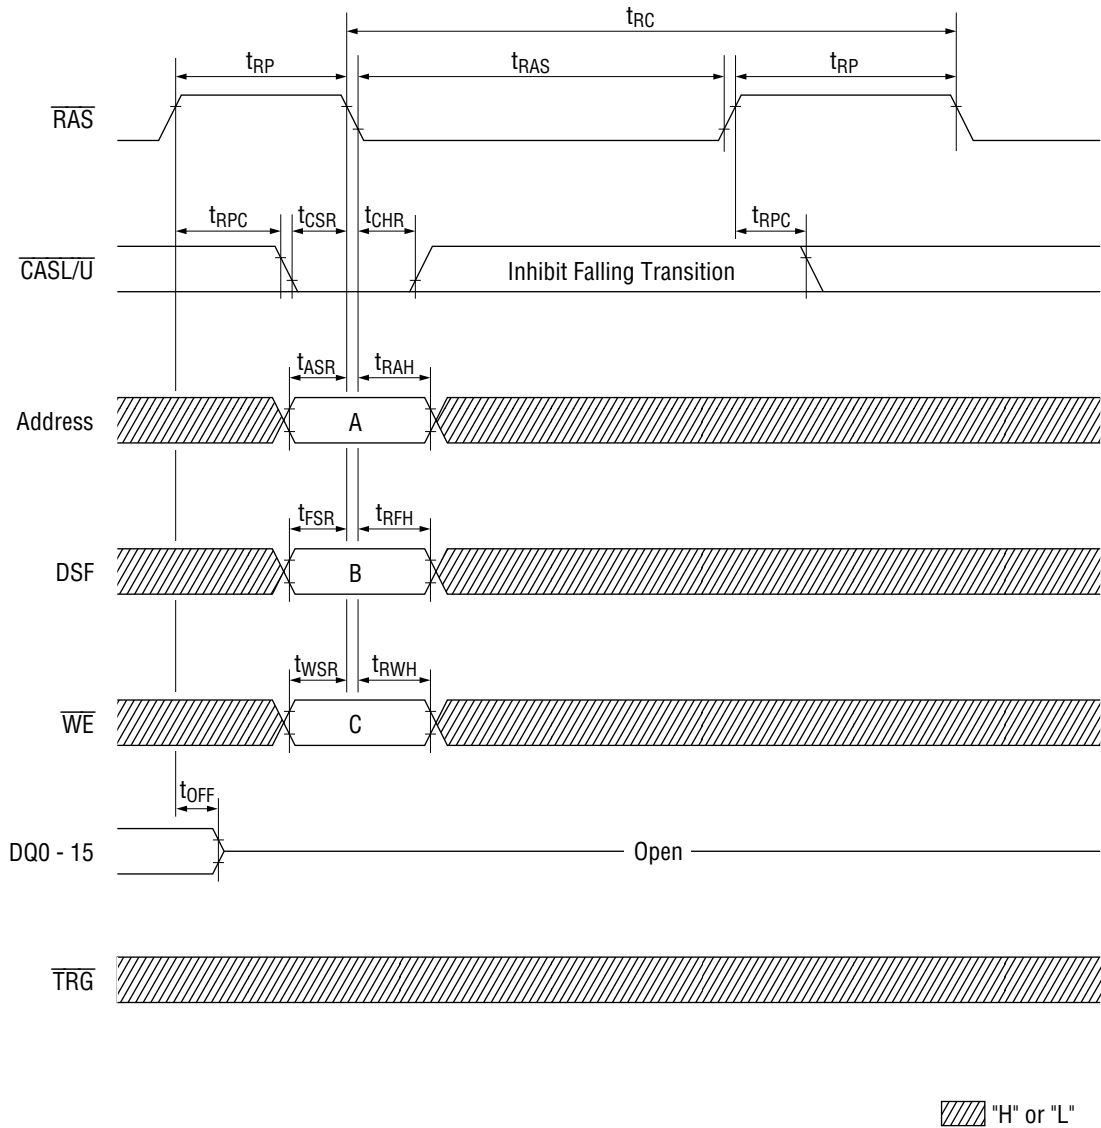 tRC
tRP tRAS tRP
RAS
tRPC tCSR tCHR tRPC
CASL/U Inhibit Falling Transition
tASR tRAH
Address A
tFSR tRFH
DSF B
tWSR tRWH
WE C
tOFF
DQ0 - 15 Open
TRG
"H" or "L"